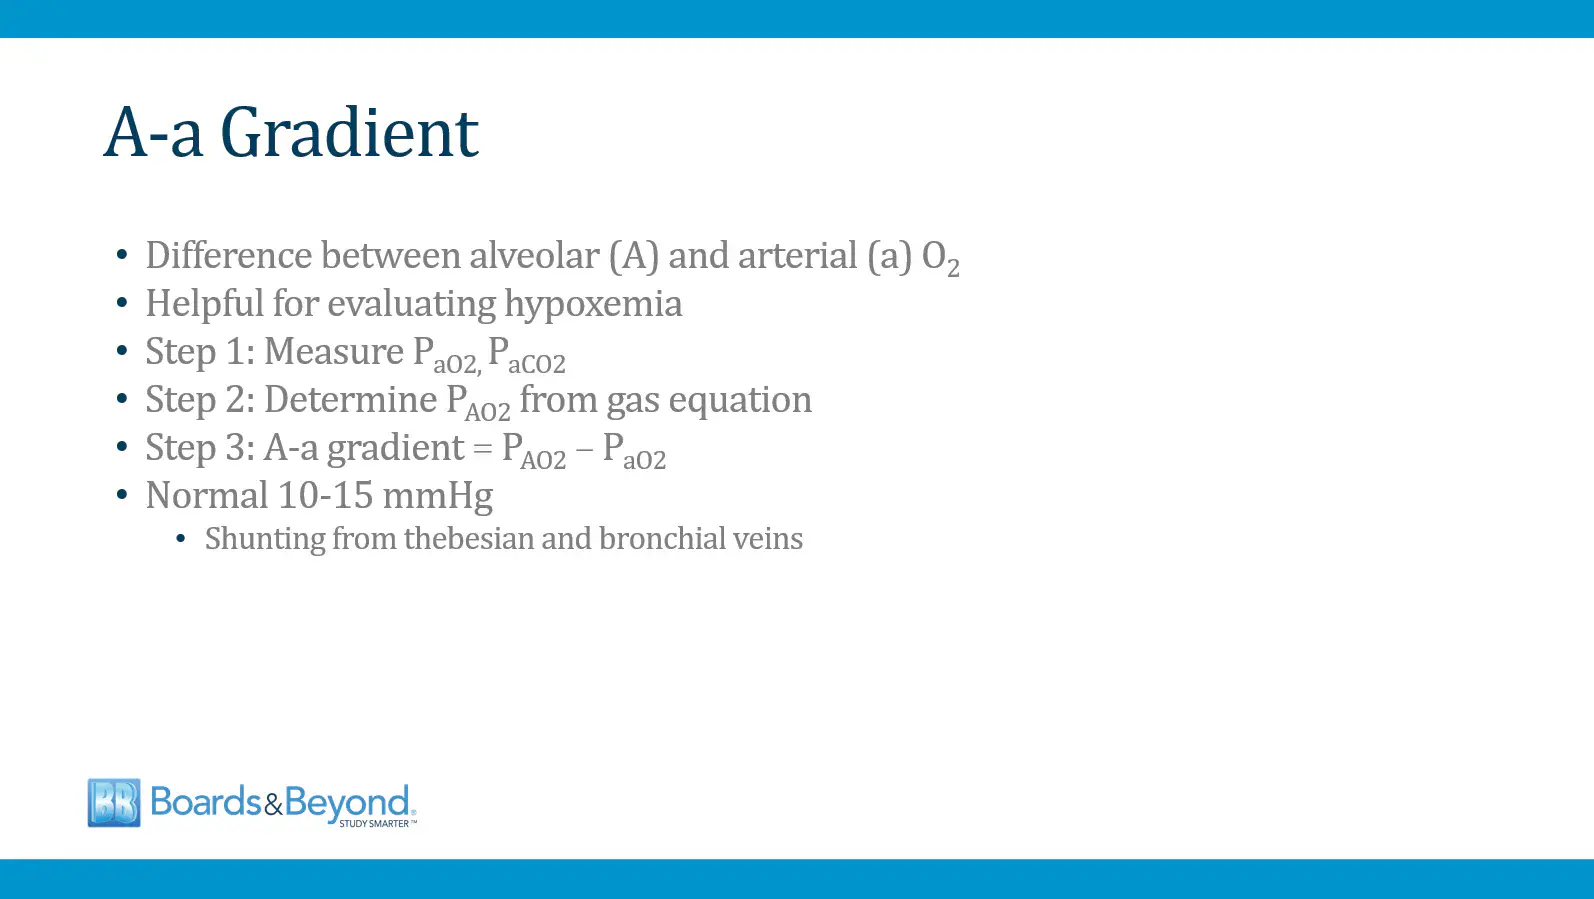 A-a Gradient
• Difference between alveolar (A) and arterial (a) O₂
• Helpful for evaluating hypoxemia
• Step 1: Measure PaO2, PaCO2
• Step 2: Determine PAO2 from gas equation
• Step 3: A-a gradient = PAO2 – PaO2
• Normal 10-15 mmHg
• Shunting from thebesian and bronchial veins
BB Boards&Beyond®
STUDY SMARTER™